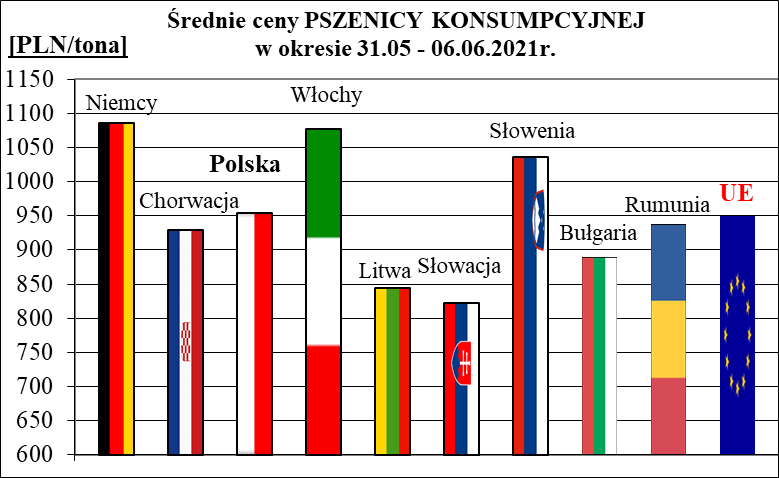 Średnie ceny PSZENICY KONSUMPCYJNEJ
w okresie 31.05 - 06.06.2021r.
[PLN/tona]
1150
1100
1050
1000
950
900
850
800
750
700
650
600
Niemcy
Chorwacja
Polska
Włochy
Litwa
Słowacja
Słowenia
Bułgaria
Rumunia
UE